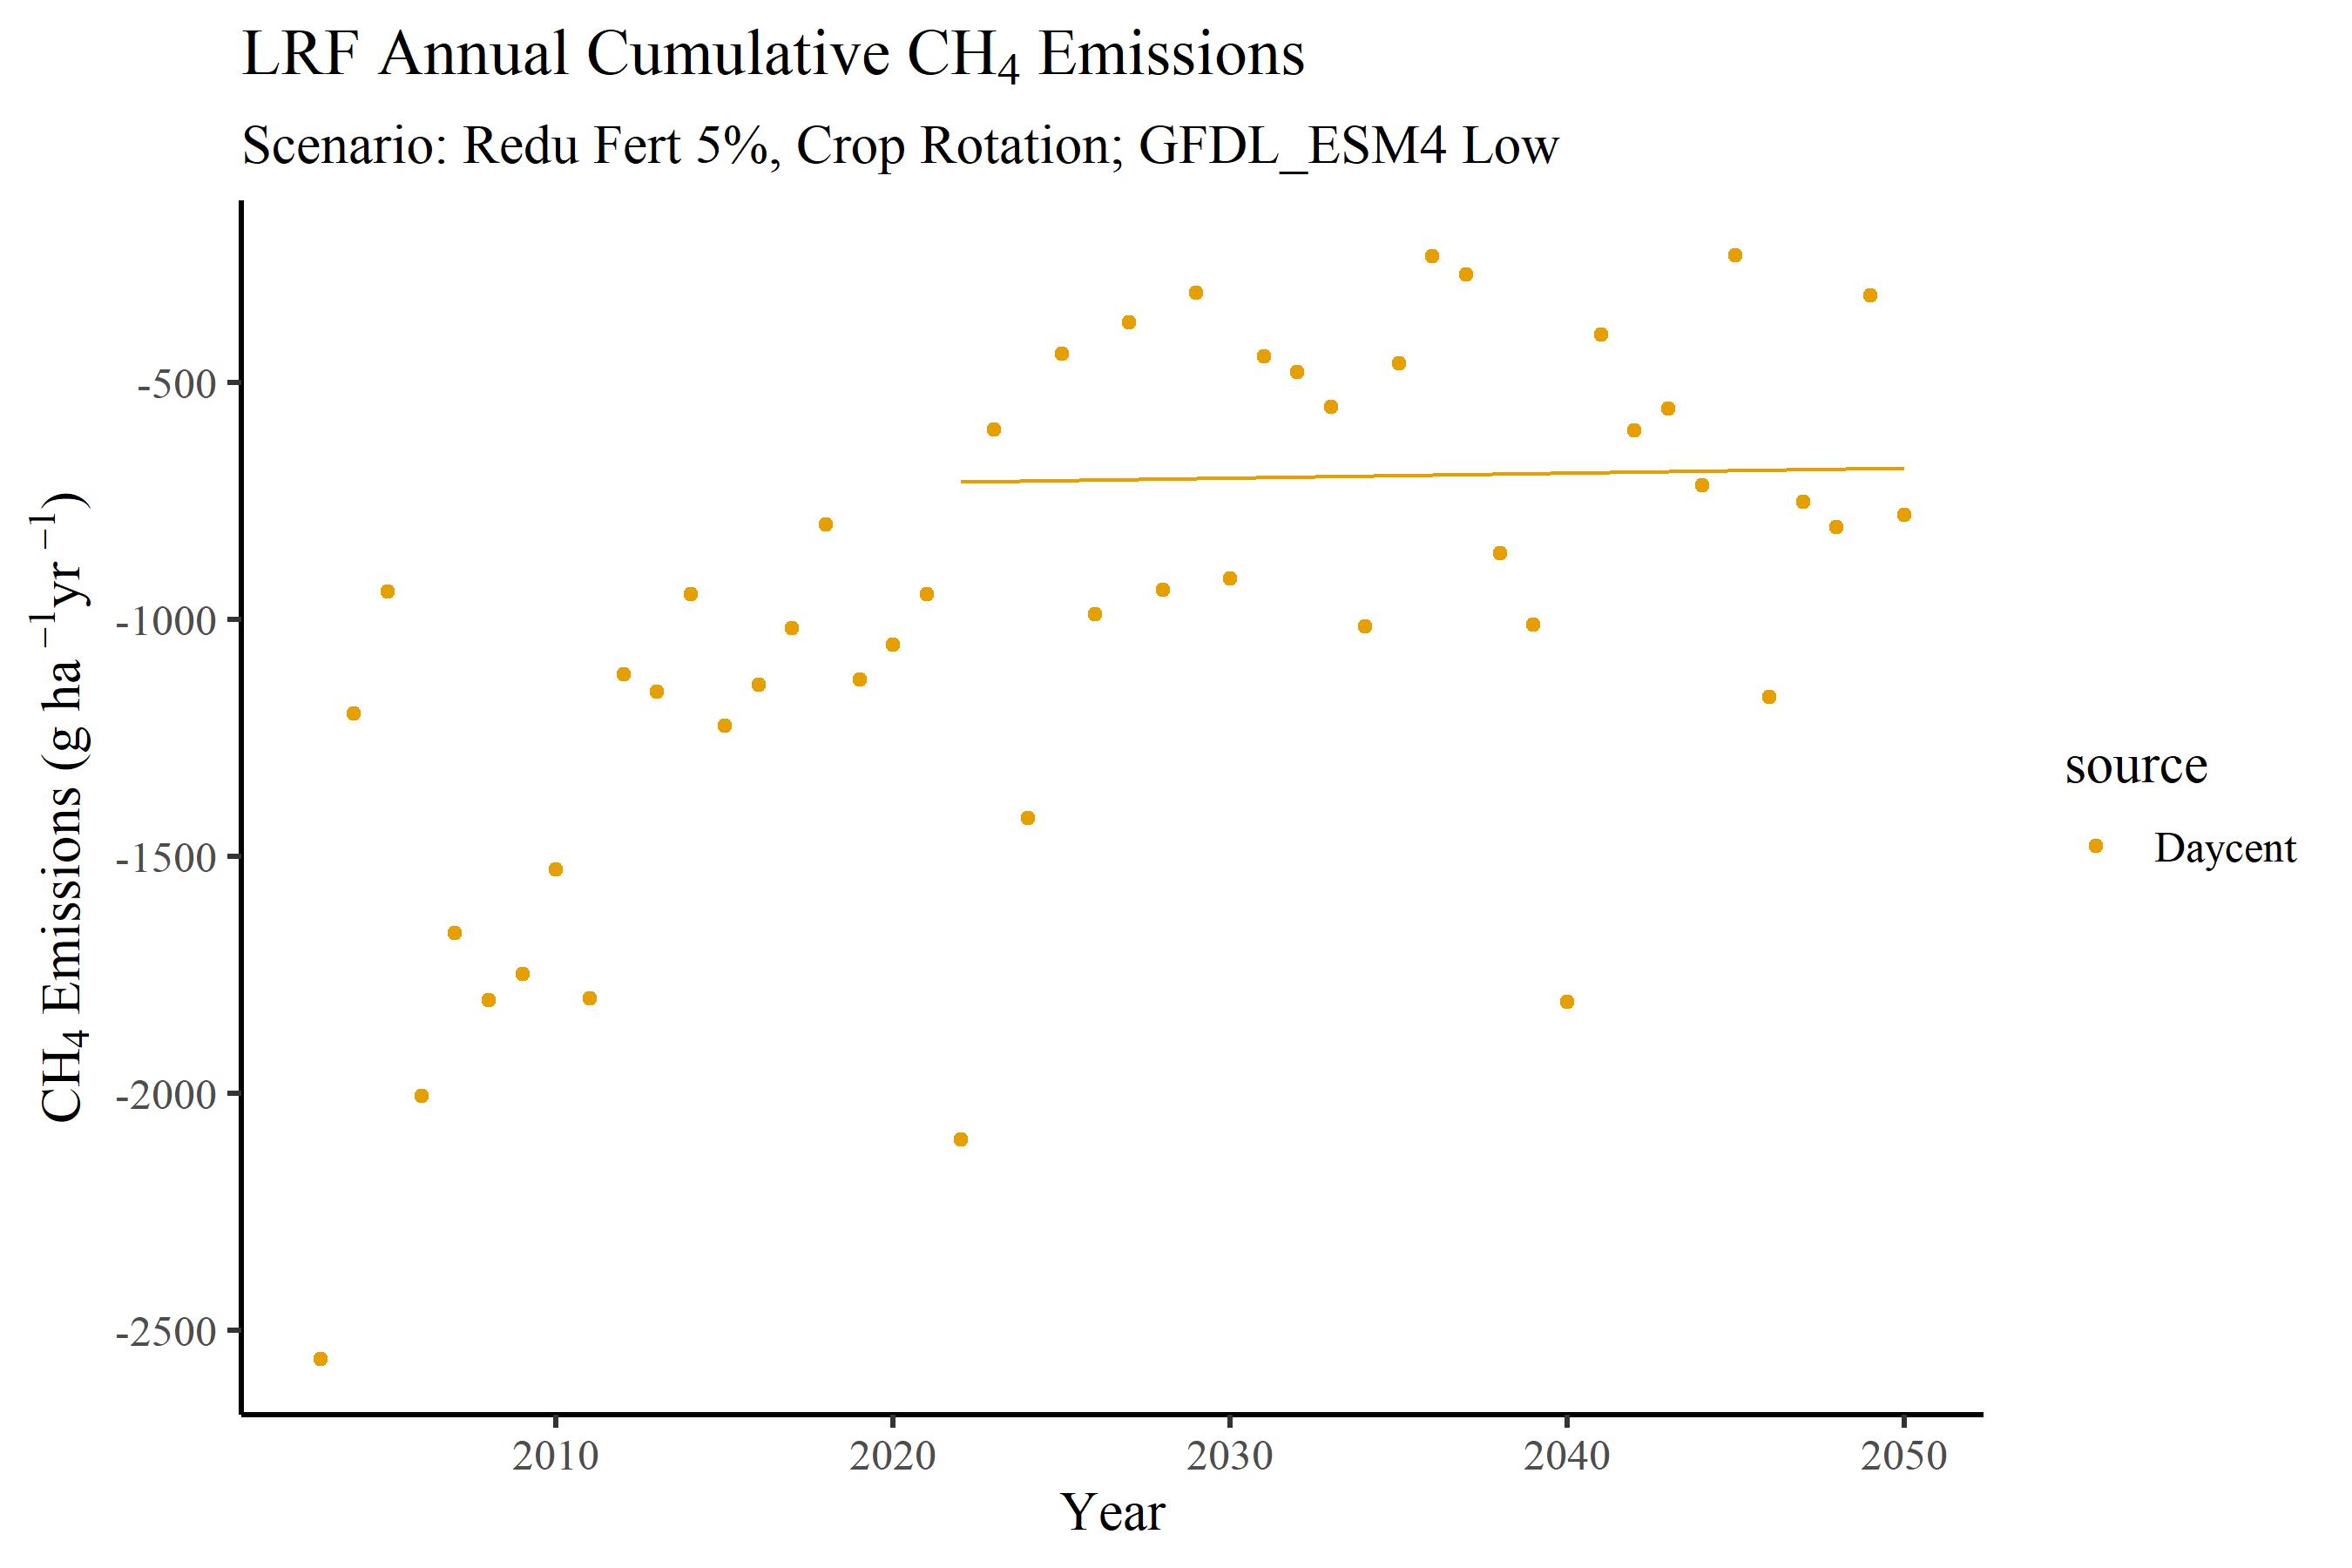 LRF Annual Cumulative CH₄ Emissions
Scenario: Redu Fert 5%, Crop Rotation; GFDL_ESM4 Low
CH₄ Emissions (g ha⁻¹yr⁻¹)
-500
-1000
-1500
-2000
-2500
2010 2020 2030 2040 2050
Year
source
Daycent